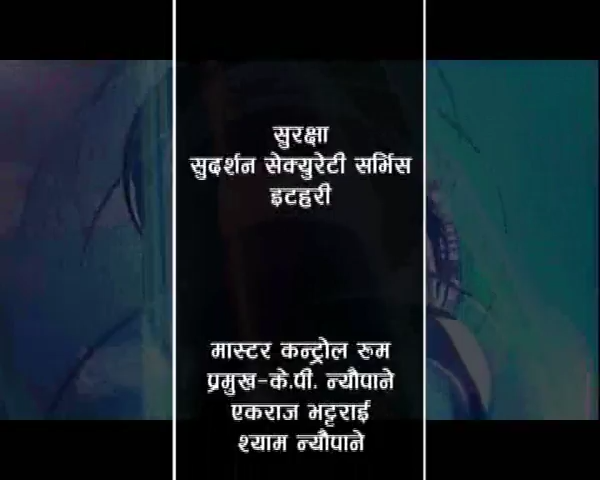 सुरक्षा
सुदर्शन सेक्युरेटी सर्भिस
इटहरी
मास्टर कन्ट्रोल रुम
प्रमुख-के.पी. न्यौपाने
एकराज भट्टराई
श्याम न्यौपाने